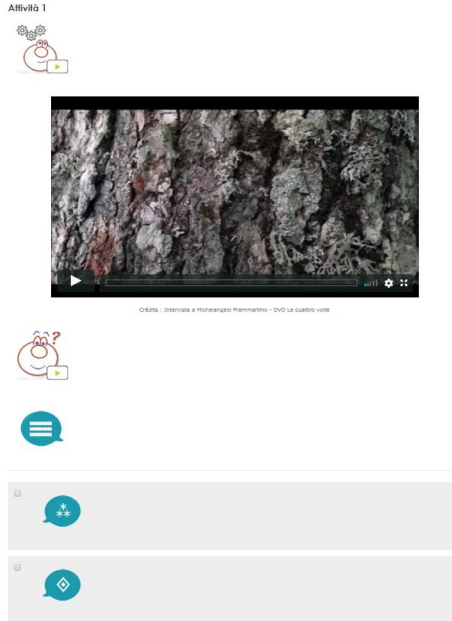 Attività 1
Crédits : Intervista a Michelangelo Frammartino - DVD Le quattro volte